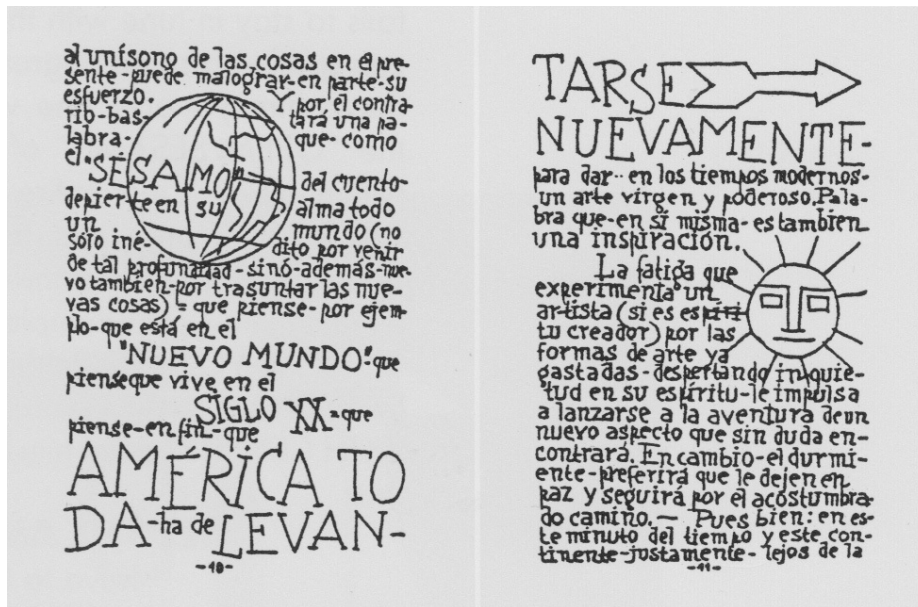 al unísono de las cosas en el pre-
sente-puede malograr-en parte-su
esfuerzo. Y por el contra-
rio-bas- tará una pa-
labra- que-como
el "SÉSAMO" del cuento-
depier-te en su alma todo
un mundo (no
sólo iné- dito por venir
de tal profundidad-sinó-además-nue-
vo también-por trasuntar las nue-
vas cosas) = que piense-por ejem-
plo-que está en el
"NUEVO MUNDO": que
piense que vive en el
SIGLO XX = que
piense-en fin-que
AMÉRICA TO
DA-ha de LEVAN-
-10-
TARSE
NUEVAMENTE-
para dar-en los tiempos modernos-
un arte virgen y poderoso. Pala-
bra que-en si misma-es tambien
una inspiración.
La fatiga que
experimenta un
artista (si es espíri
tu creador) por las
formas de arte ya
gastadas-despertando inquie-
tud en su espíritu-le impulsa
a lanzarse a la aventura de un
nuevo aspecto que sin duda en-
contrará. En cambio-el durmi-
ente-preferirá que le dejen en
paz y seguirá por el acostumbra-
do camino.— Pues bien: en es-
te minuto del tiempo y este con-
tinente-justamente-lejos de la
-11-